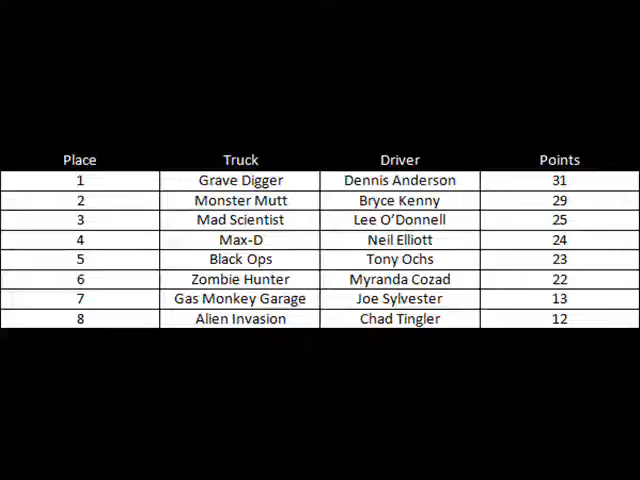 Place Truck Driver Points
1 Grave Digger Dennis Anderson 31
2 Monster Mutt Bryce Kenny 29
3 Mad Scientist Lee O’Donnell 25
4 Max-D Neil Elliott 24
5 Black Ops Tony Ochs 23
6 Zombie Hunter Myranda Cozad 22
7 Gas Monkey Garage Joe Sylvester 13
8 Alien Invasion Chad Tingler 12